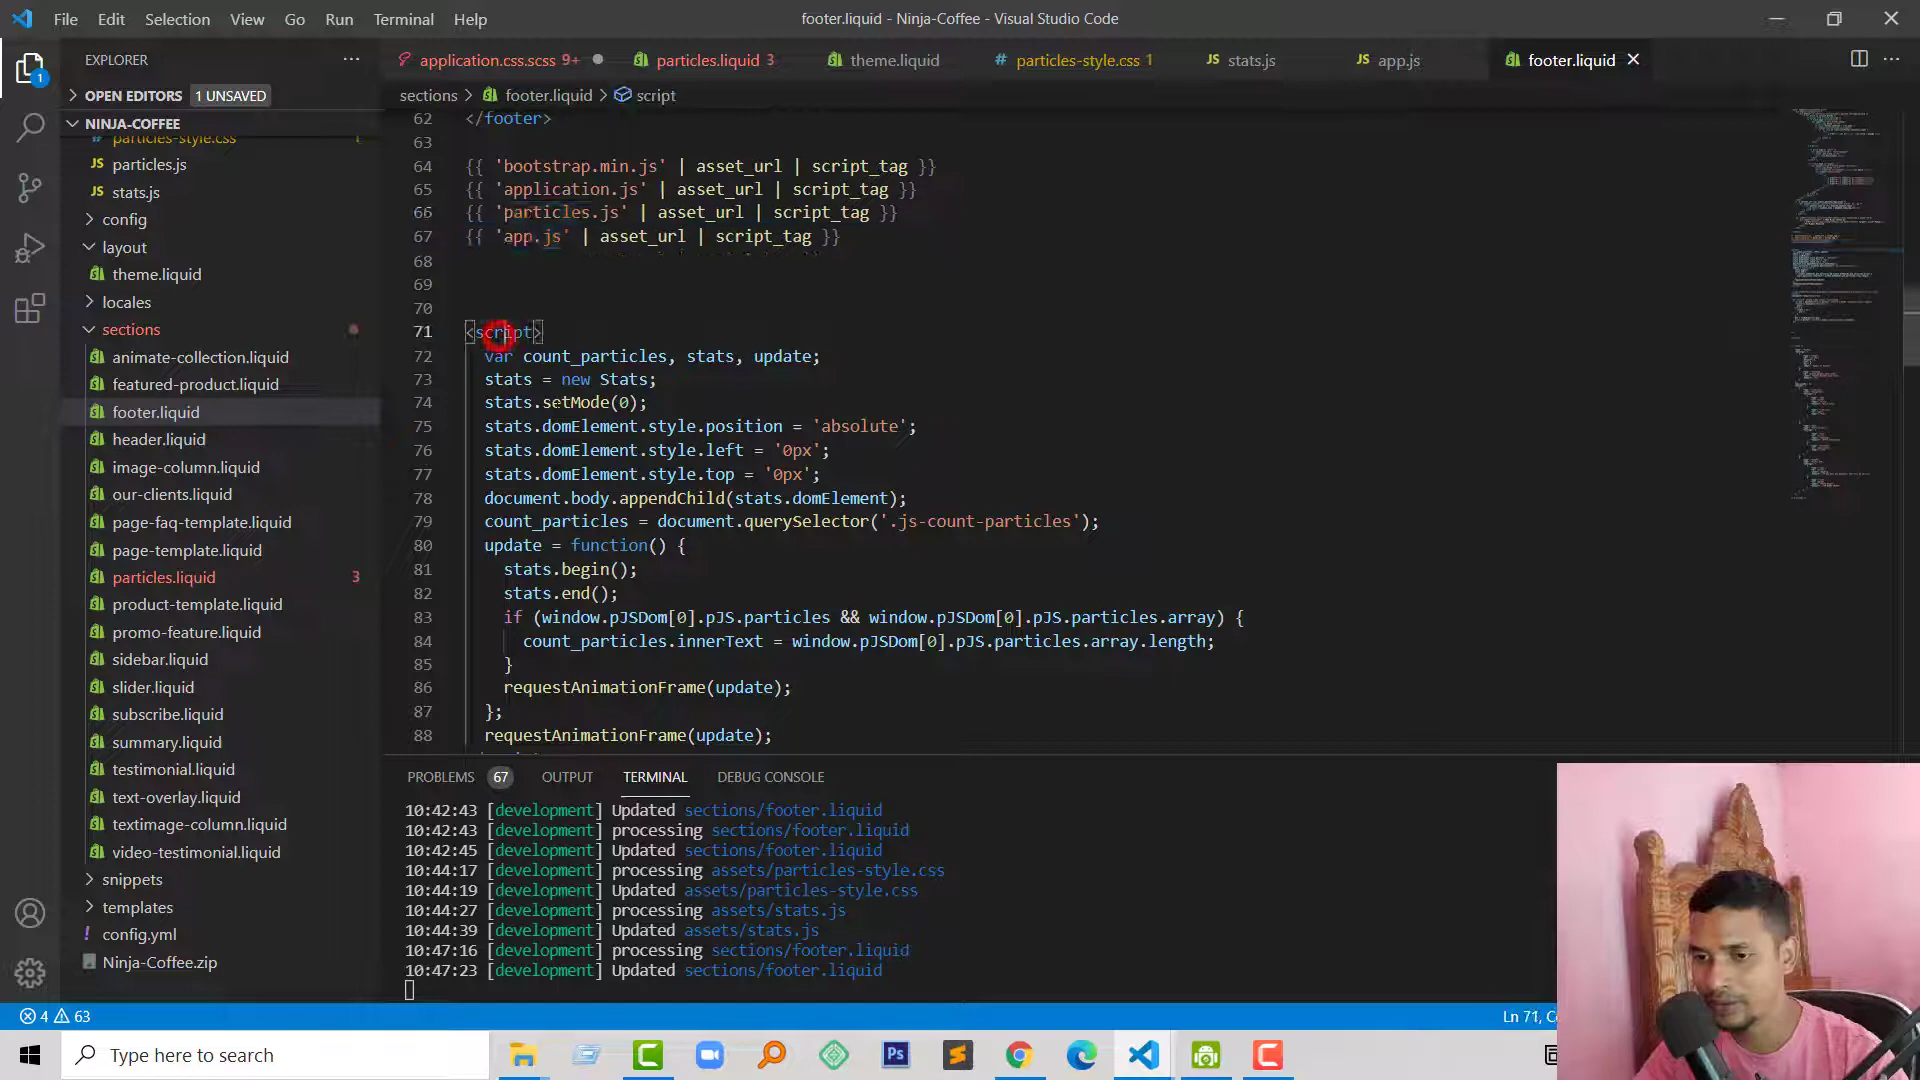 File Edit Selection View Go Run Terminal Help
footer.liquid - Ninja-Coffee - Visual Studio Code
EXPLORER
application.css.scss 9+
particles.liquid 3
theme.liquid
# particles-style.css 1
JS stats.js
JS app.js
footer.liquid
OPEN EDITORS 1 UNSAVED
sections > footer.liquid > script
NINJA-COFFEE
# particles-style.css 1
JS particles.js
JS stats.js
config
layout
theme.liquid
locales
sections
animate-collection.liquid
featured-product.liquid
footer.liquid
header.liquid
image-column.liquid
our-clients.liquid
page-faq-template.liquid
page-template.liquid
particles.liquid 3
product-template.liquid
promo-feature.liquid
sidebar.liquid
slider.liquid
subscribe.liquid
summary.liquid
testimonial.liquid
text-overlay.liquid
textimage-column.liquid
video-testimonial.liquid
snippets
templates
! config.yml
Ninja-Coffee.zip
62 </footer>
63
64 {{ 'bootstrap.min.js' | asset_url | script_tag }}
65 {{ 'application.js' | asset_url | script_tag }}
66 {{ 'particles.js' | asset_url | script_tag }}
67 {{ 'app.js' | asset_url | script_tag }}
68
69
70
71 <script>
72 var count_particles, stats, update;
73 stats = new Stats;
74 stats.setMode(0);
75 stats.domElement.style.position = 'absolute';
76 stats.domElement.style.left = '0px';
77 stats.domElement.style.top = '0px';
78 document.body.appendChild(stats.domElement);
79 count_particles = document.querySelector('.js-count-particles');
80 update = function() {
81 stats.begin();
82 stats.end();
83 if (window.pJSDom[0].pJS.particles && window.pJSDom[0].pJS.particles.array) {
84 count_particles.innerText = window.pJSDom[0].pJS.particles.array.length;
85 }
86 requestAnimationFrame(update);
87 };
88 requestAnimationFrame(update);
PROBLEMS 67 OUTPUT TERMINAL DEBUG CONSOLE
10:42:43 [development] Updated sections/footer.liquid
10:42:43 [development] processing sections/footer.liquid
10:42:45 [development] Updated sections/footer.liquid
10:44:17 [development] processing assets/particles-style.css
10:44:19 [development] Updated assets/particles-style.css
10:44:27 [development] processing assets/stats.js
10:44:39 [development] Updated assets/stats.js
10:47:16 [development] processing sections/footer.liquid
10:47:23 [development] Updated sections/footer.liquid
4 63
Ln 71,
Type here to search
Ps